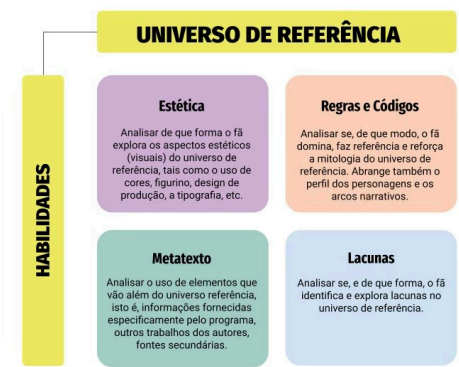 UNIVERSO DE REFERÊNCIA
HABILIDADES
Estética
Analisar de que forma o fã
explora os aspectos estéticos
(visuais) do universo de
referência, tais como o uso de
cores, figurino, design de
produção, a tipografia, etc.
Regras e Códigos
Analisar se, de que modo, o fã
domina, faz referência e reforça
a mitologia do universo de
referência. Abrange também o
perfil dos personagens e os
arcos narrativos.
Metatexto
Analisar o uso de elementos que
vão além do universo referência,
isto é, informações fornecidas
especificamente pelo programa,
outros trabalhos dos autores,
fontes secundárias.
Lacunas
Analisar se, e de que forma, o fã
identifica e explora lacunas no
universo de referência.